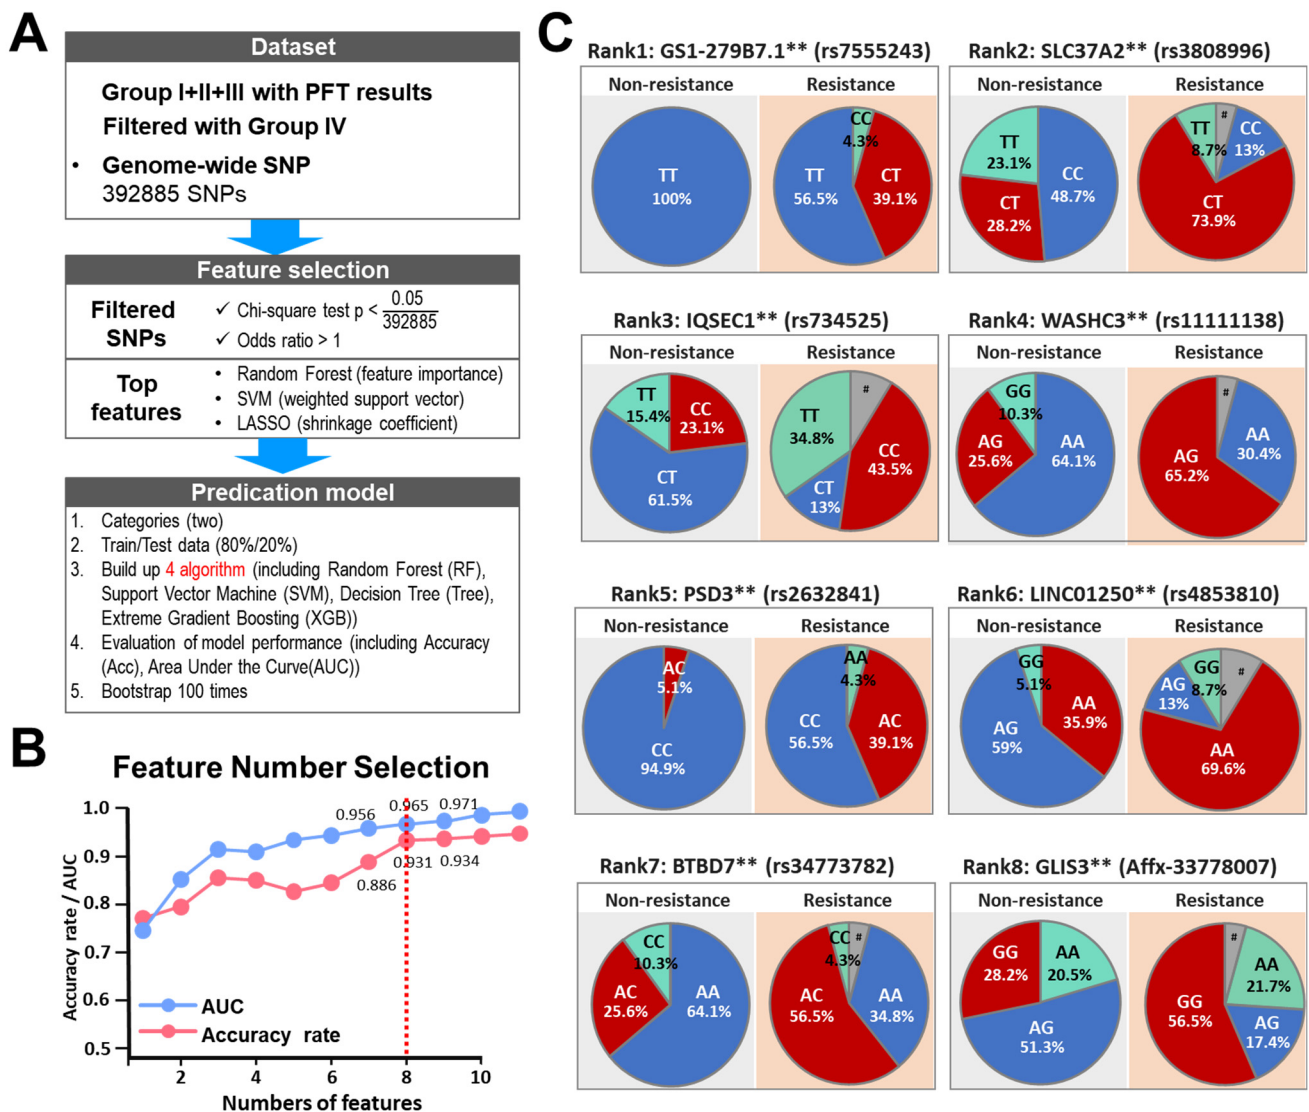 A
Dataset
Group I+II+III with PFT results
Filtered with Group IV
• Genome-wide SNP
392885 SNPs
Feature selection
Filtered
SNPs
✓ Chi-square test p < 0.05
392885
✓ Odds ratio > 1
Top
features
• Random Forest (feature importance)
• SVM (weighted support vector)
• LASSO (shrinkage coefficient)
Predication model
1. Categories (two)
2. Train/Test data (80%/20%)
3. Build up 4 algorithm (including Random Forest (RF),
Support Vector Machine (SVM), Decision Tree (Tree),
Extreme Gradient Boosting (XGB))
4. Evaluation of model performance (including Accuracy
(Acc), Area Under the Curve(AUC))
5. Bootstrap 100 times
B
Feature Number Selection
Accuracy rate / AUC
1.0
0.9
0.8
0.7
0.6
0.5
0.956
0.965
0.971
0.886
0.931
0.934
AUC
Accuracy rate
2 4 6 8 10
Numbers of features
C
Rank1: GS1-279B7.1** (rs7555243)
Non-resistance Resistance
TT
100%
CC
4.3%
TT
56.5%
CT
39.1%
Rank2: SLC37A2** (rs3808996)
Non-resistance Resistance
TT
23.1%
CC
48.7%
CT
28.2%
TT
8.7%
#
CC
13%
CT
73.9%
Rank3: IQSEC1** (rs734525)
Non-resistance Resistance
TT
15.4%
CC
23.1%
CT
61.5%
#
TT
34.8%
CC
43.5%
CT
13%
Rank4: WASHC3** (rs11111138)
Non-resistance Resistance
GG
10.3%
AG
25.6%
AA
64.1%
#
AA
30.4%
AG
65.2%
Rank5: PSD3** (rs2632841)
Non-resistance Resistance
AC
5.1%
CC
94.9%
AA
4.3%
CC
56.5%
AC
39.1%
Rank6: LINC01250** (rs4853810)
Non-resistance Resistance
GG
5.1%
AA
35.9%
AG
59%
GG
8.7%
#
AG
13%
AA
69.6%
Rank7: BTBD7** (rs34773782)
Non-resistance Resistance
CC
10.3%
AC
25.6%
AA
64.1%
CC
4.3%
#
AC
56.5%
AA
34.8%
Rank8: GLIS3** (Affx-33778007)
Non-resistance Resistance
GG
28.2%
AA
20.5%
AG
51.3%
#
AA
21.7%
GG
56.5%
AG
17.4%